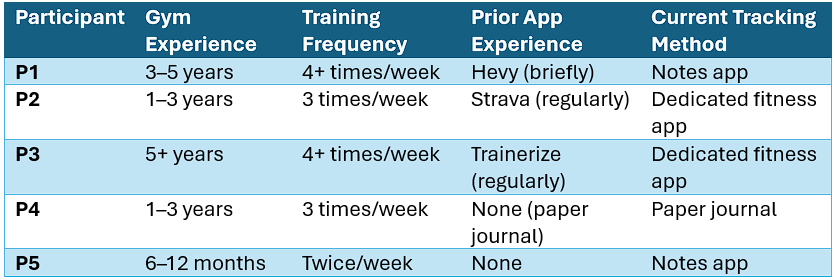 Participant Gym Experience Training Frequency Prior App Experience Current Tracking Method
P1 3–5 years 4+ times/week Hevy (briefly) Notes app
P2 1–3 years 3 times/week Strava (regularly) Dedicated fitness app
P3 5+ years 4+ times/week Trainerize (regularly) Dedicated fitness app
P4 1–3 years 3 times/week None (paper journal) Paper journal
P5 6–12 months Twice/week None Notes app